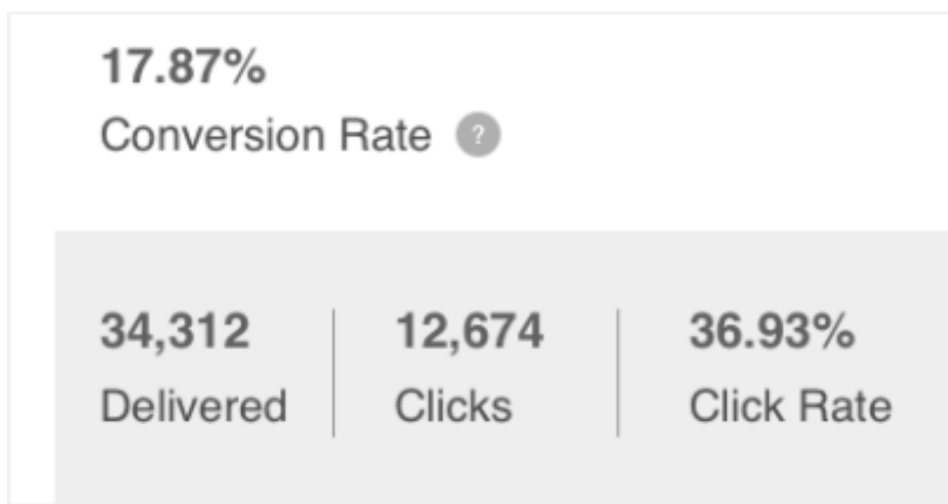 17.87%
Conversion Rate ?
34,312 12,674 36.93%
Delivered Clicks Click Rate